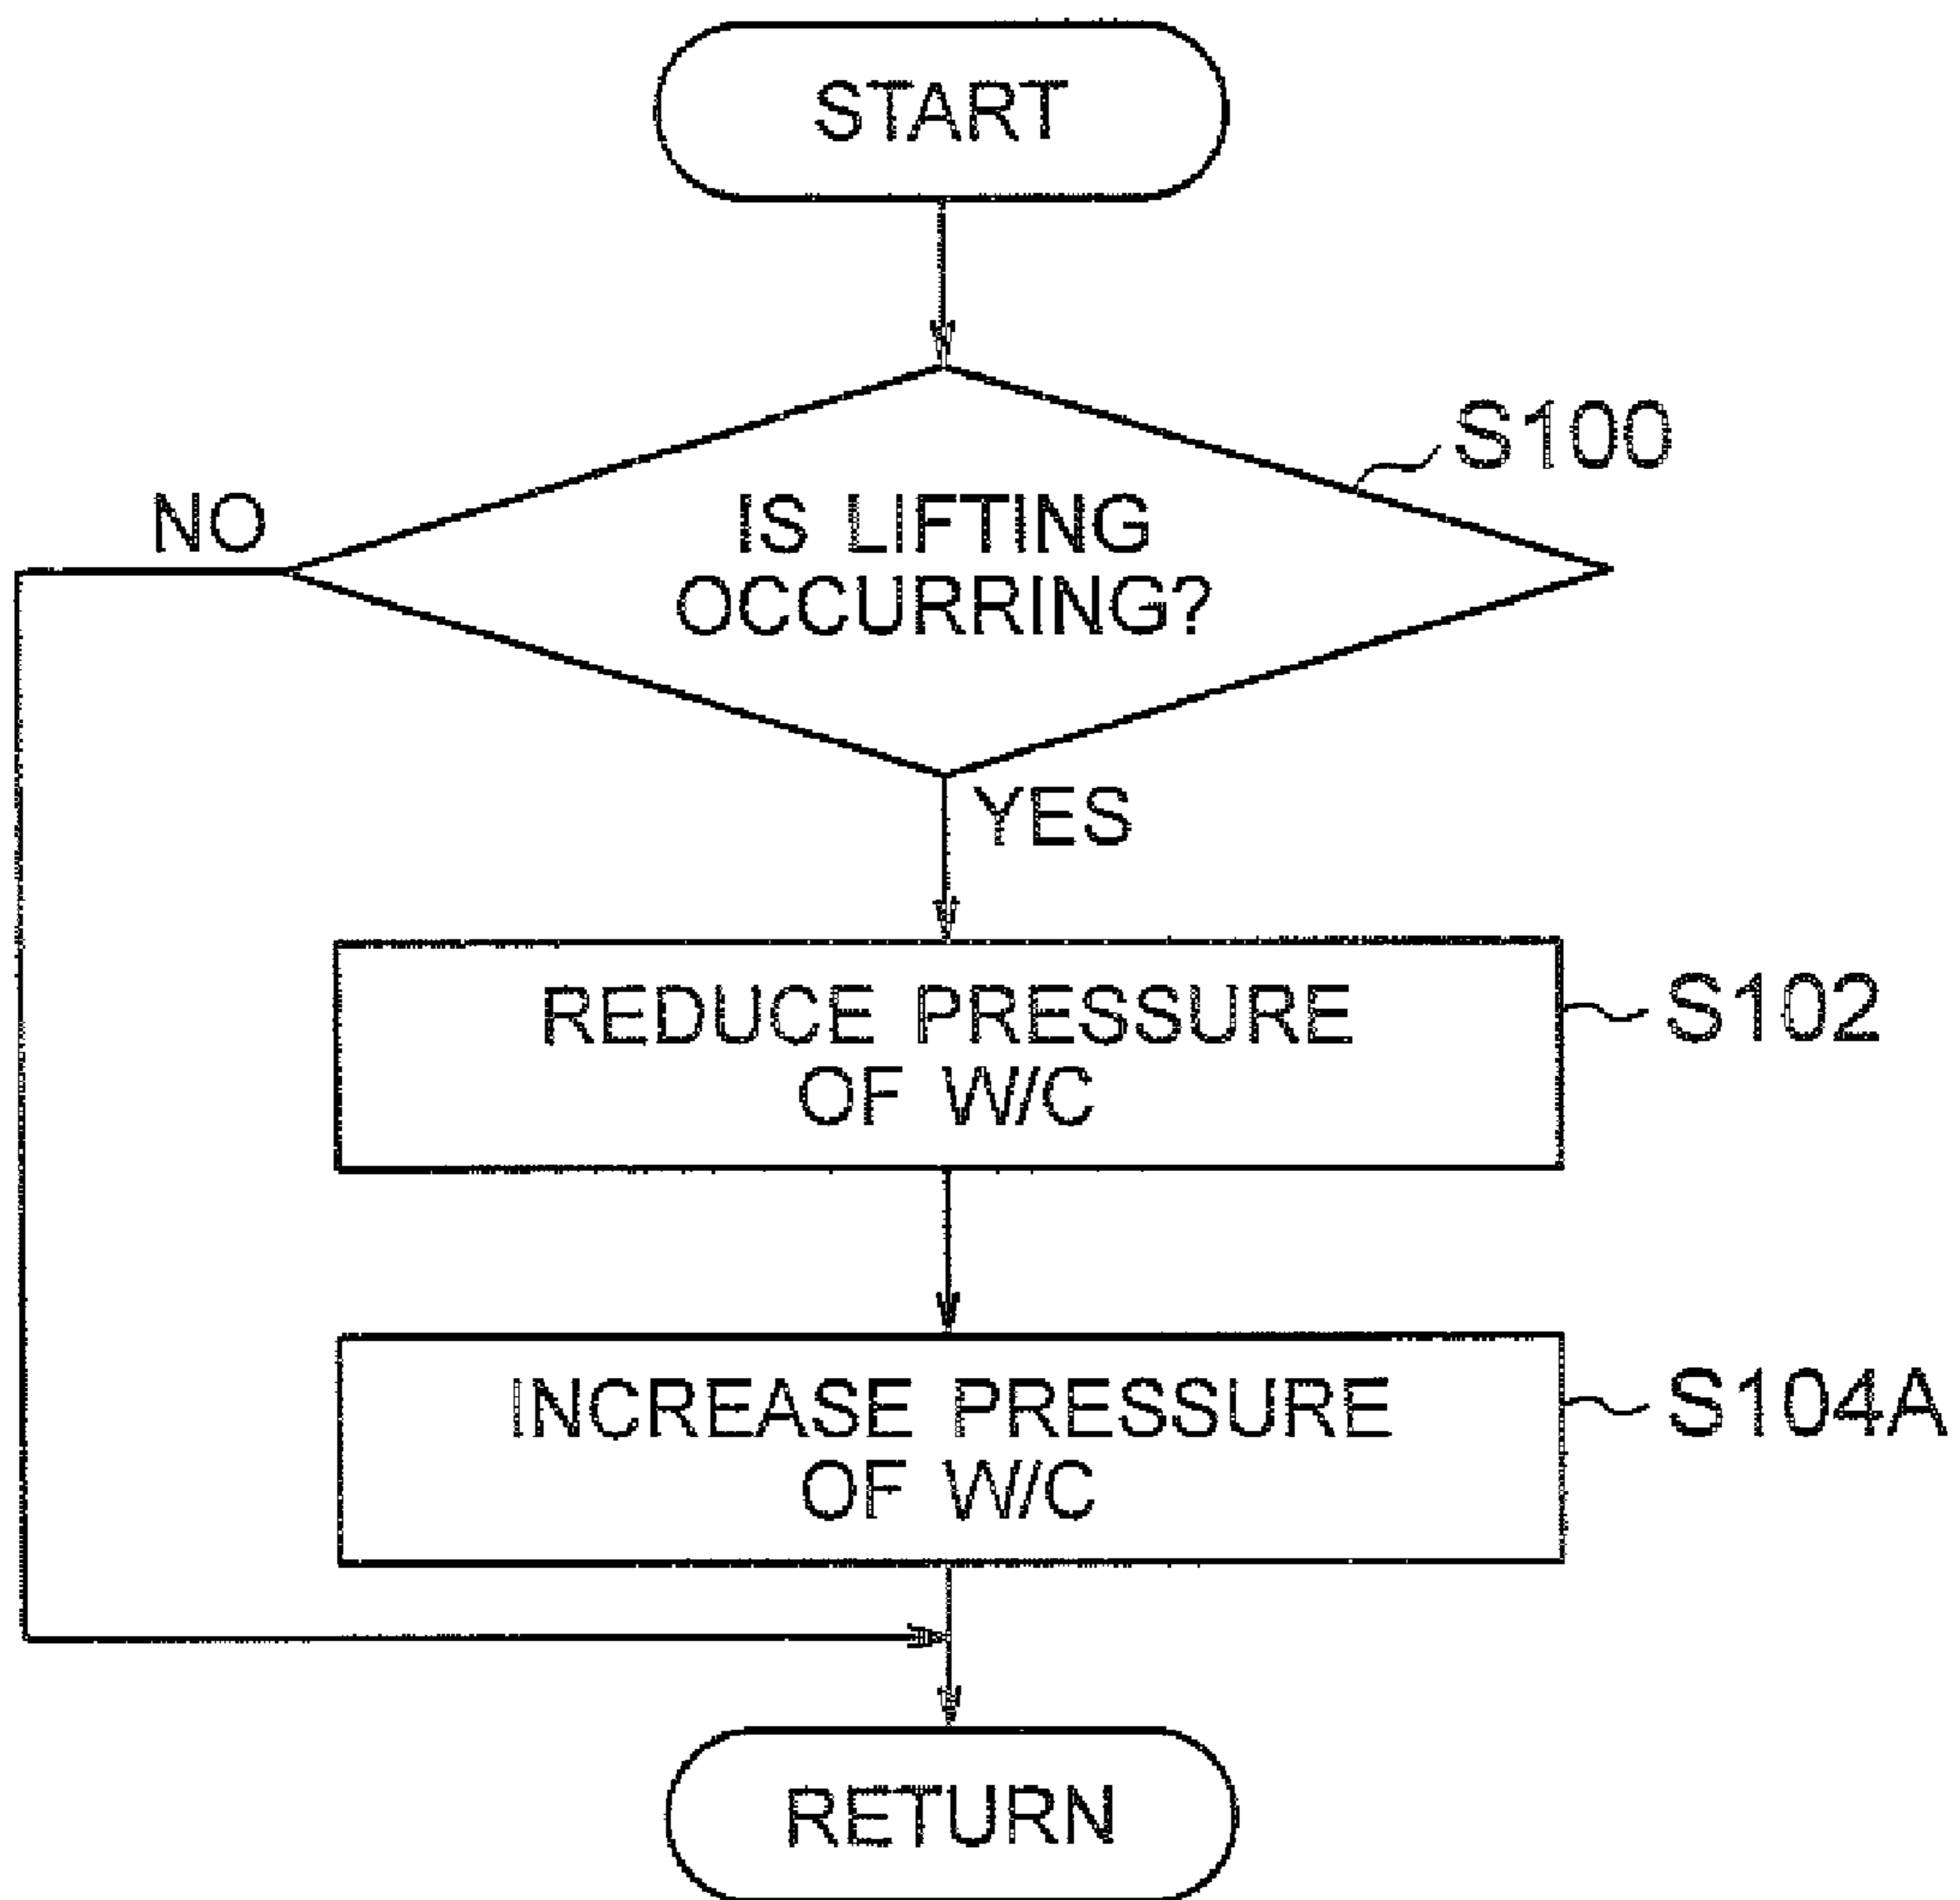 START
S100
NO
IS LIFTING
OCCURRING?
YES
REDUCE PRESSURE
OF W/C
S102
INCREASE PRESSURE
OF W/C
S104A
RETURN